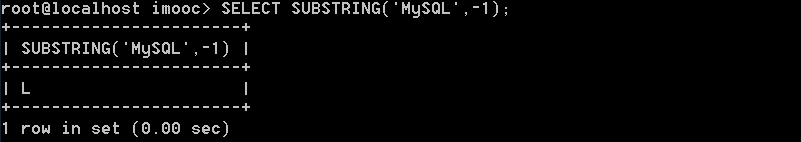 root@localhost imooc> SELECT SUBSTRING('MySQL',-1);
+-----------------------+
| SUBSTRING('MySQL',-1) |
+-----------------------+
| L                     |
+-----------------------+
1 row in set (0.00 sec)